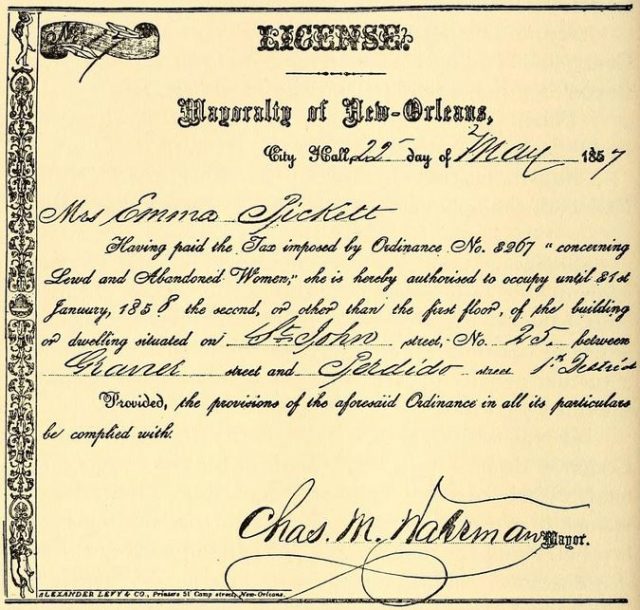 No. 1
LICENSE.
Mayoralty of New-Orleans,
City Hall, 22 day of May 1857
Mrs Emma Pickett
Having paid the Tax imposed by Ordinance No. 3267 "concerning
Lewd and Abandoned Women," she is hereby authorised to occupy until 31st
January, 1858 the second, or other than the first floor, of the building
or dwelling situated on St. John street, No. 25. between
Gravier street and Perdido street 1st District
Provided, the provisions of the aforesaid Ordinance in all its particulars
be complied with.
Chas. M. Waterman Mayor.
ALEXANDER LEVY & CO., Printers 51 Camp street, New-Orleans.